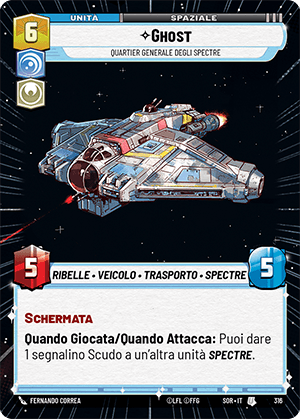 UNITÀ
SPAZIALE
6
✧GHOST
QUARTIER GENERALE DEGLI SPECTRE
5
RIBELLE • VEICOLO • TRASPORTO • SPECTRE
5
SCHERMATA
Quando Giocata/Quando Attacca: Puoi dare
1 segnalino Scudo a un'altra unità SPECTRE.
FERNANDO CORREA
©LFL ©FFG
SOR • IT
316